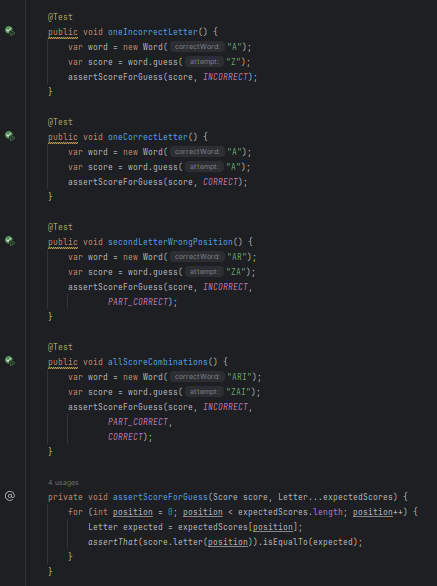 @Test
public void oneIncorrectLetter() {
var word = new Word( correctWord: "A");
var score = word.guess( attempt: "Z");
assertScoreForGuess(score, INCORRECT);
}
@Test
public void oneCorrectLetter() {
var word = new Word( correctWord: "A");
var score = word.guess( attempt: "A");
assertScoreForGuess(score, CORRECT);
}
@Test
public void secondLetterWrongPosition() {
var word = new Word( correctWord: "AR");
var score = word.guess( attempt: "ZA");
assertScoreForGuess(score, INCORRECT,
PART_CORRECT);
}
@Test
public void allScoreCombinations() {
var word = new Word( correctWord: "ARI");
var score = word.guess( attempt: "ZAI");
assertScoreForGuess(score, INCORRECT,
PART_CORRECT,
CORRECT);
}
4 usages
@ private void assertScoreForGuess(Score score, Letter...expectedScores) {
for (int position = 0; position < expectedScores.length; position++) {
Letter expected = expectedScores[position];
assertThat(score.letter(position)).isEqualTo(expected);
}
}